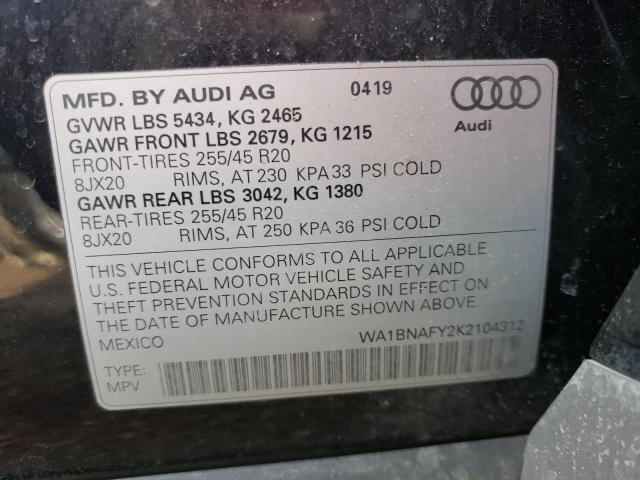 MFD. BY AUDI AG 0419
GVWR LBS 5434, KG 2465
GAWR FRONT LBS 2679, KG 1215
FRONT-TIRES 255/45 R20
8JX20 RIMS, AT 230 KPA33 PSI COLD
GAWR REAR LBS 3042, KG 1380
REAR-TIRES 255/45 R20
8JX20 RIMS, AT 250 KPA 36 PSI COLD
Audi
THIS VEHICLE CONFORMS TO ALL APPLICABLE
U.S. FEDERAL MOTOR VEHICLE SAFETY AND
THEFT PREVENTION STANDARDS IN EFFECT ON
THE DATE OF MANUFACTURE SHOWN ABOVE.
MEXICO WA1BNAFY2K2104312
TYPE:
MPV